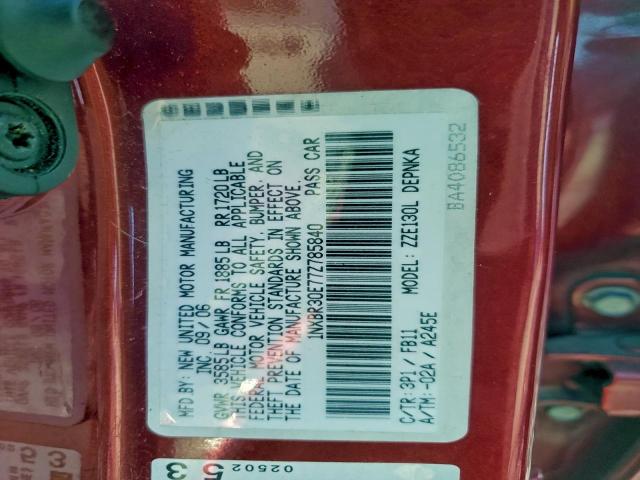 MFD BY: NEW UNITED MOTOR MANUFACTURING
INC. 09/06
GVWR 3585LB GAWR FR 1885LB RR 1720LB
THIS VEHICLE CONFORMS TO ALL APPLICABLE
FEDERAL MOTOR VEHICLE SAFETY, BUMPER, AND
THEFT PREVENTION STANDARDS IN EFFECT ON
THE DATE OF MANUFACTURE SHOWN ABOVE.
1NXBR30E77Z785840 PASS CAR
C/TR:3P1 / FB11 MODEL: ZZE130L DEPNKA
A/TM:-02A / A245E
BA4086532
02502